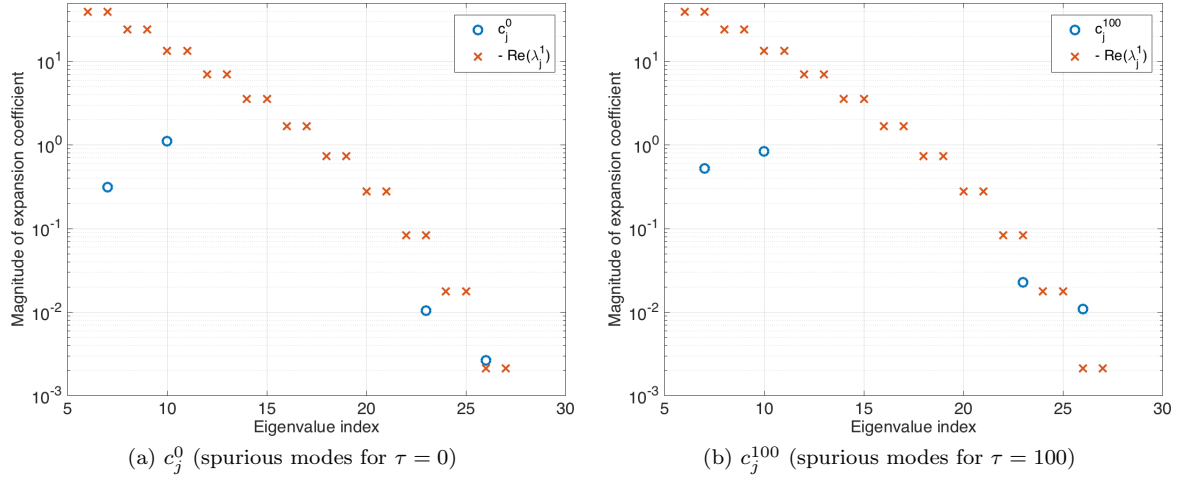 Magnitude of expansion coefficient
10^1
10^0
10^-1
10^-2
10^-3
5 10 15 20 25 30
Eigenvalue index
c_j^0
- Re(λ_j^1)
(a) c_j^0 (spurious modes for τ = 0)
Magnitude of expansion coefficient
10^1
10^0
10^-1
10^-2
10^-3
5 10 15 20 25 30
Eigenvalue index
c_j^100
- Re(λ_j^1)
(b) c_j^100 (spurious modes for τ = 100)